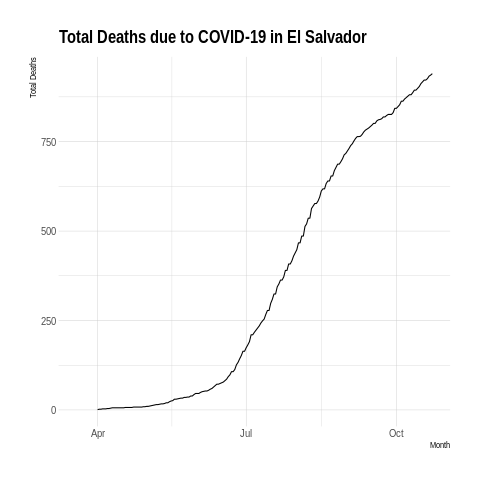 Total Deaths due to COVID-19 in El Salvador
Total Deaths
750
500
250
0
Apr
Jul
Oct
Month